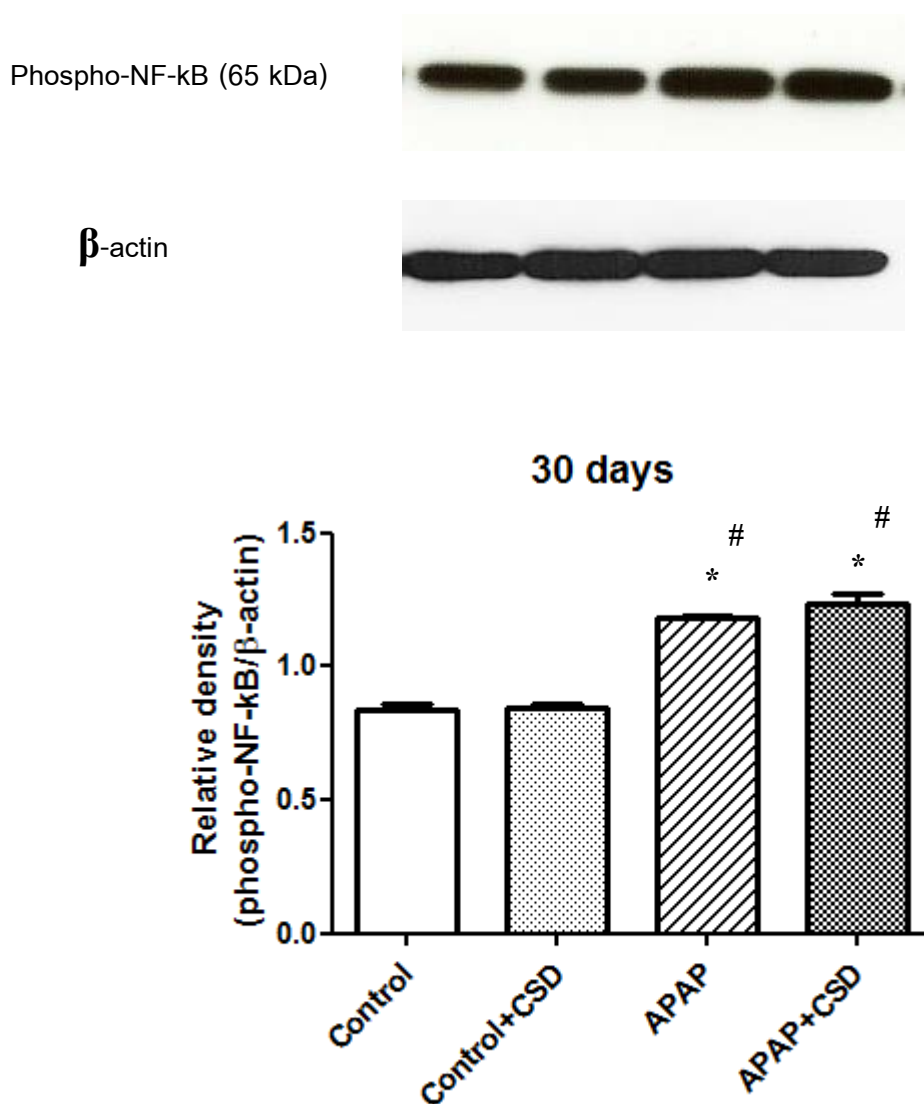 Phospho-NF-kB (65 kDa)
β-actin
30 days
Relative density
(phospho-NF-kB/β-actin)
1.5
1.0
0.5
0.0
#
*
#
*
Control
Control+CSD
APAP
APAP+CSD